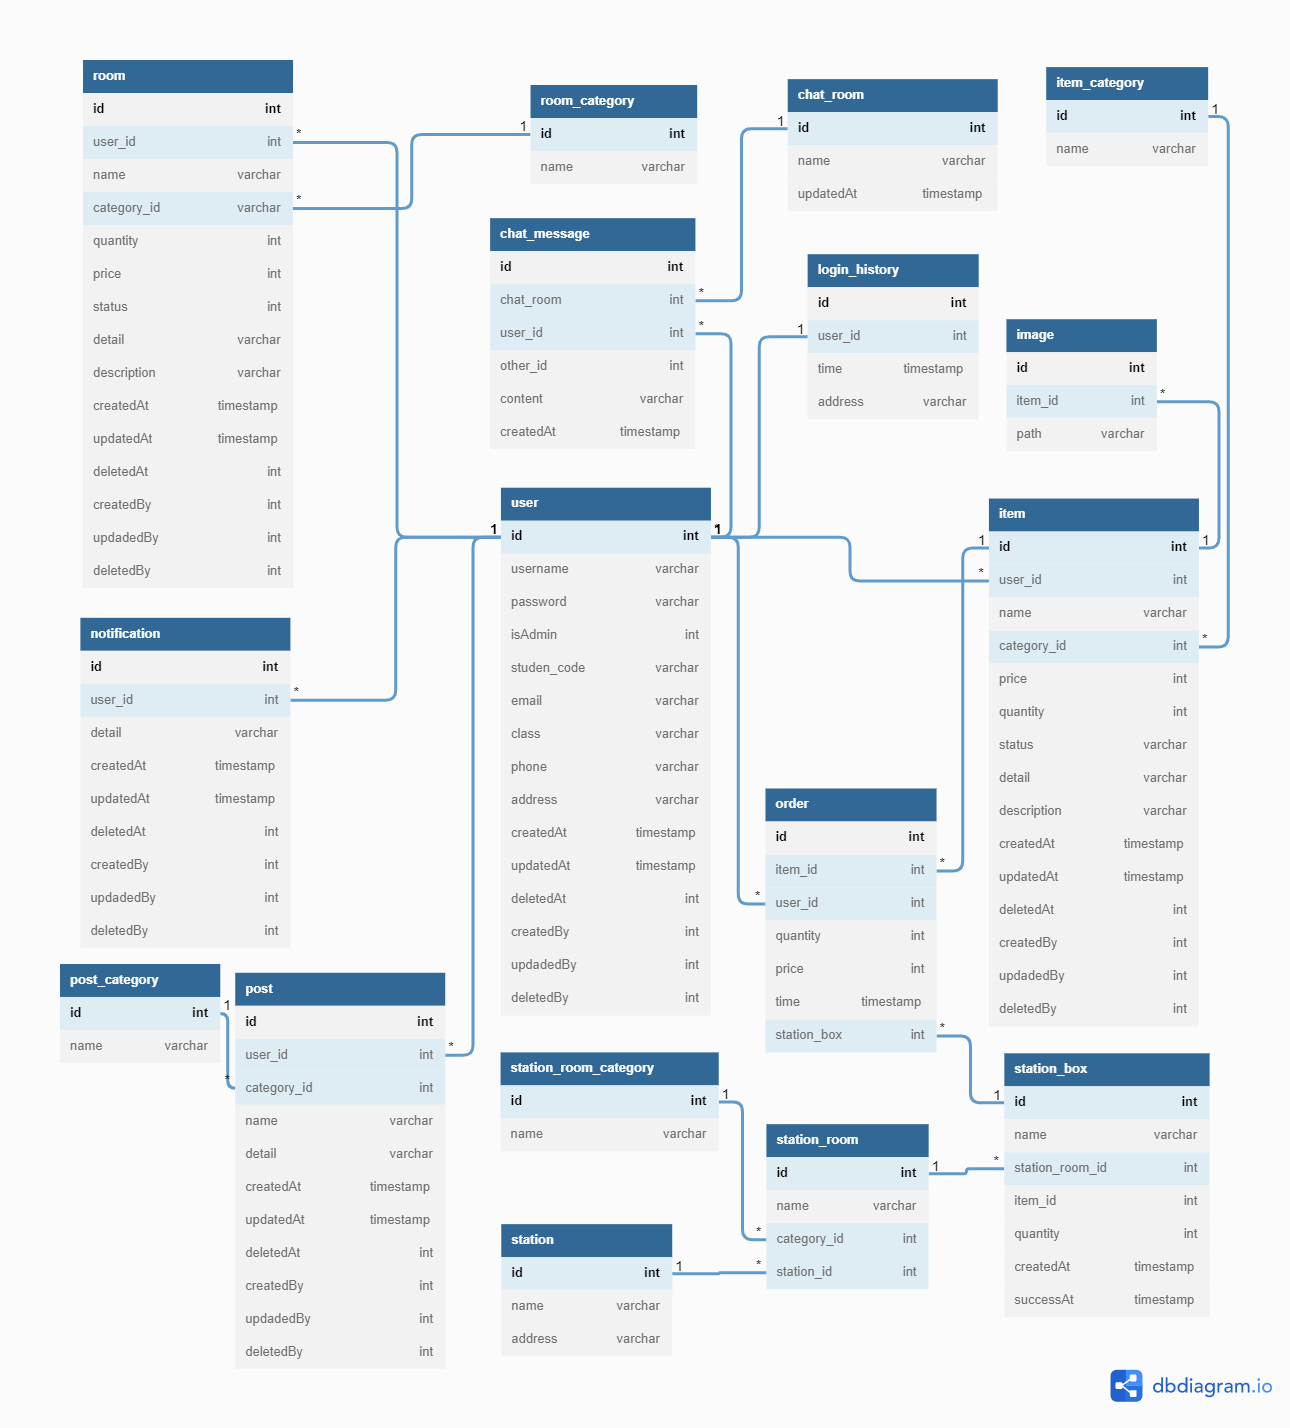 room
id int
user_id int
name varchar
category_id varchar
quantity int
price int
status int
detail varchar
description varchar
createdAt timestamp
updatedAt timestamp
deletedAt int
createdBy int
updadedBy int
deletedBy int
*
*
room_category
id int
name varchar
1
chat_room
id int
name varchar
updatedAt timestamp
1
item_category
id int
name varchar
1
chat_message
id int
chat_room int
user_id int
other_id int
content varchar
createdAt timestamp
*
*
login_history
id int
user_id int
time timestamp
address varchar
1
image
id int
item_id int
path varchar
*
user
id int
username varchar
password varchar
isAdmin int
studen_code varchar
email varchar
class varchar
phone varchar
address varchar
createdAt timestamp
updatedAt timestamp
deletedAt int
createdBy int
updadedBy int
deletedBy int
1
1
item
id int
user_id int
name varchar
category_id int
price int
quantity int
status varchar
detail varchar
description varchar
createdAt timestamp
updatedAt timestamp
deletedAt int
createdBy int
updadedBy int
deletedBy int
1
*
1
*
notification
id int
user_id int
detail varchar
createdAt timestamp
updatedAt timestamp
deletedAt int
createdBy int
updadedBy int
deletedBy int
*
order
id int
item_id int
user_id int
quantity int
price int
time timestamp
station_box int
*
*
*
post_category
id int
name varchar
1
post
id int
user_id int
category_id int
name varchar
detail varchar
createdAt timestamp
updatedAt timestamp
deletedAt int
createdBy int
updadedBy int
deletedBy int
*
*
station_room_category
id int
name varchar
1
station_room
id int
name varchar
category_id int
station_id int
1
*
*
station_box
id int
name varchar
station_room_id int
item_id int
quantity int
createdAt timestamp
successAt timestamp
1
*
station
id int
name varchar
address varchar
1
dbdiagram.io